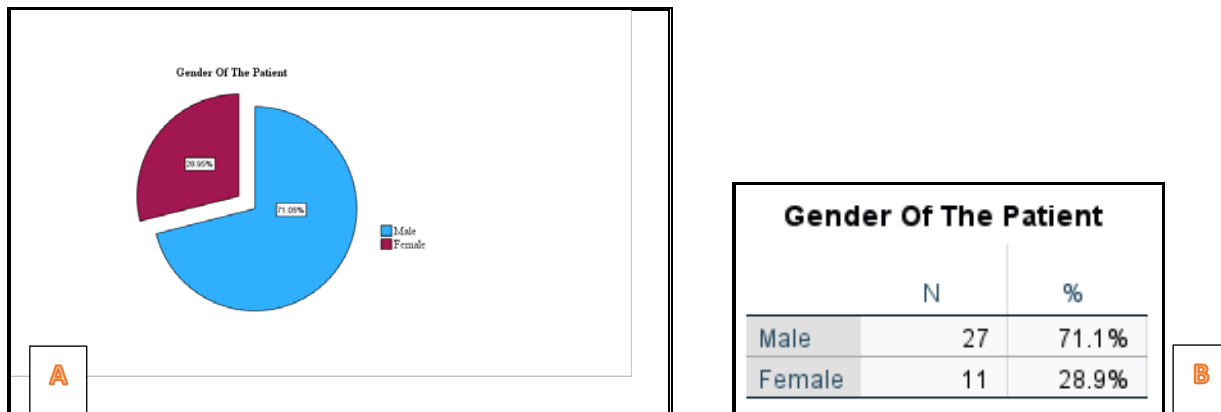 Gender Of The Patient
28.95%
71.05%
Male
Female
A
Gender Of The Patient
N %
Male 27 71.1%
Female 11 28.9%
B